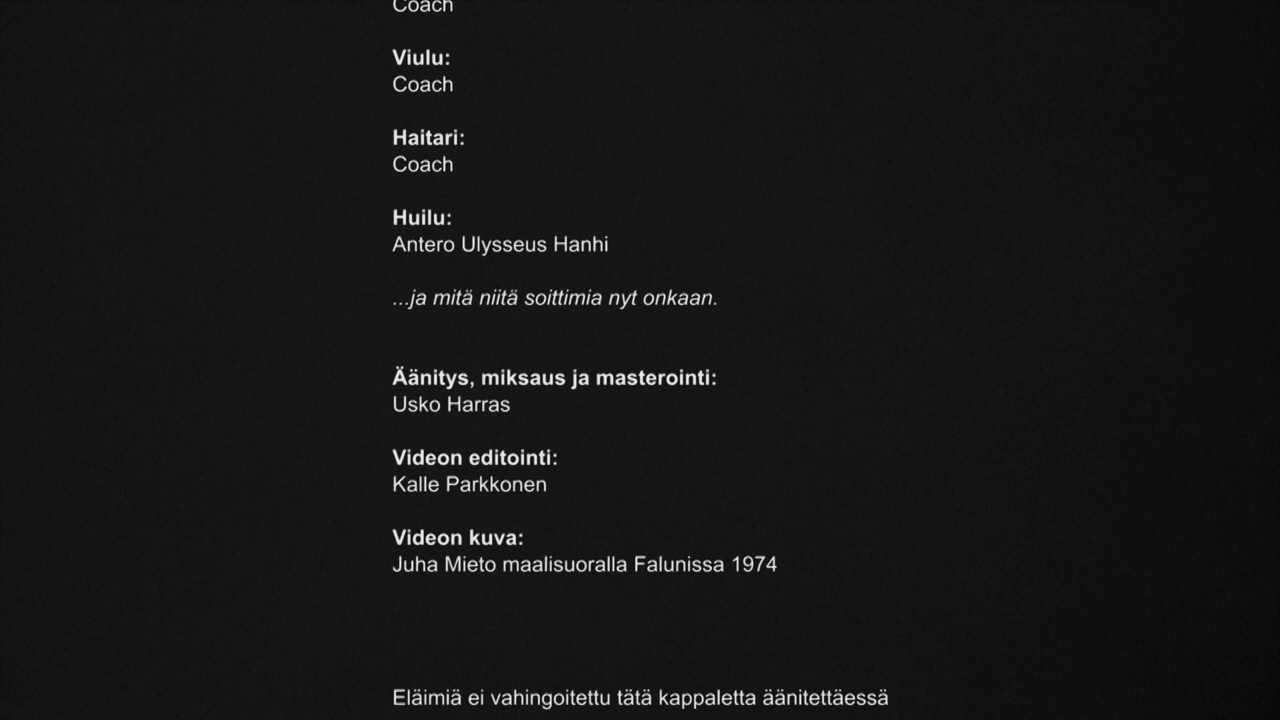 Coach
Viulu:
Coach
Haitari:
Coach
Huilu:
Antero Ulysseus Hanhi
...ja mitä niitä soittimia nyt onkaan.
Äänitys, miksaus ja masterointi:
Usko Harras
Videon editointi:
Kalle Parkkonen
Videon kuva:
Juha Mieto maalisuoralla Falunissa 1974
Eläimiä ei vahingoitettu tätä kappaletta äänitettäessä